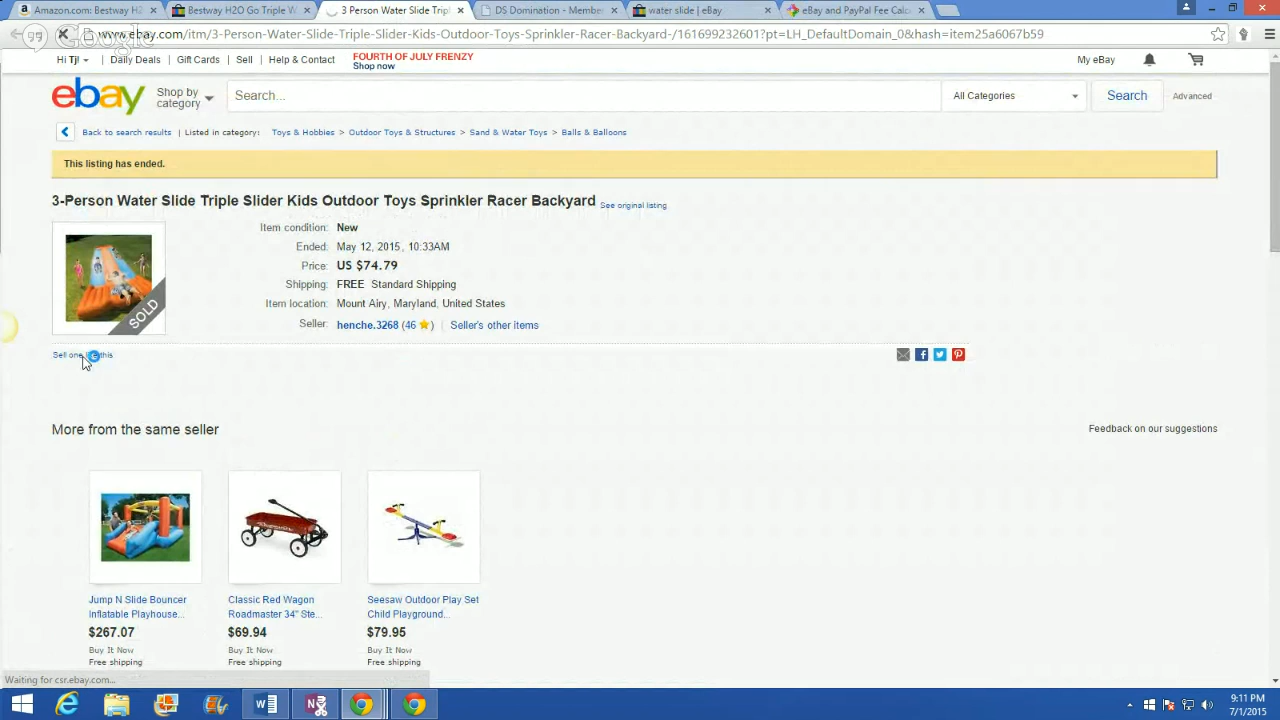 Amazon.com: Bestway H2
Bestway H2O Go Triple W
3 Person Water Slide Tripl
DS Domination - Membe
water slide | eBay
eBay and PayPal Fee Calc
www.ebay.com/itm/3-Person-Water-Slide-Triple-Slider-Kids-Outdoor-Toys-Sprinkler-Racer-Backyard-/161699232601?pt=LH_DefaultDomain_0&hash=item25a6067b59
Google
Hi Tj! Daily Deals Gift Cards Sell Help & Contact
FOURTH OF JULY FRENZY
Shop now
My eBay
ebay
Shop by category
Search...
All Categories
Search
Advanced
Back to search results | Listed in category: Toys & Hobbies > Outdoor Toys & Structures > Sand & Water Toys > Balls & Balloons
This listing has ended.
3-Person Water Slide Triple Slider Kids Outdoor Toys Sprinkler Racer Backyard See original listing
SOLD
Item condition: New
Ended: May 12, 2015 , 10:33AM
Price: US $74.79
Shipping: FREE Standard Shipping
Item location: Mount Airy, Maryland, United States
Seller: henche.3268 (46 ) | Seller's other items
Sell one this
More from the same seller
Feedback on our suggestions
Jump N Slide Bouncer
Inflatable Playhouse...
$267.07
Buy It Now
Free shipping
Classic Red Wagon
Roadmaster 34" Ste...
$69.94
Buy It Now
Free shipping
Seesaw Outdoor Play Set
Child Playground...
$79.95
Buy It Now
Free shipping
Waiting for csr.ebay.com...
9:11 PM
7/1/2015